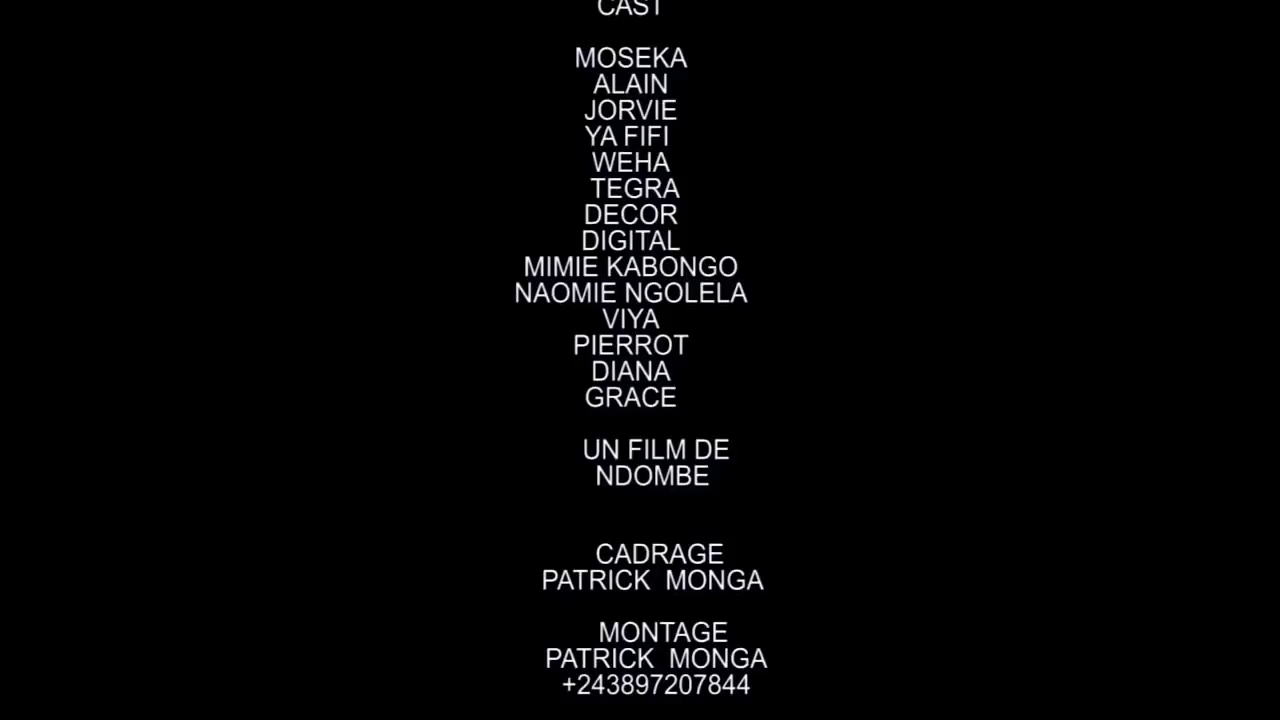 CAST
MOSEKA
ALAIN
JORVIE
YA FIFI
WEHA
TEGRA
DECOR
DIGITAL
MIMIE KABONGO
NAOMIE NGOLELA
VIYA
PIERROT
DIANA
GRACE
UN FILM DE
NDOMBE
CADRAGE
PATRICK MONGA
MONTAGE
PATRICK MONGA
+243897207844